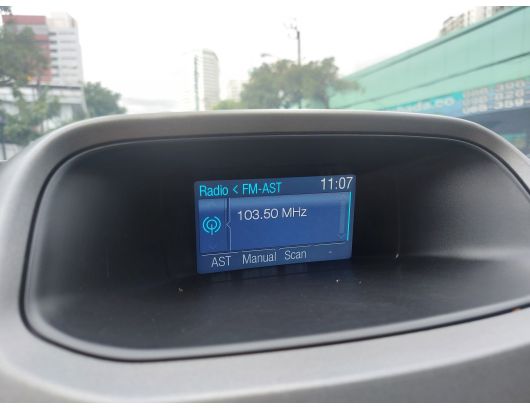 Radio < FM-AST 11:07
103.50 MHz
AST Manual Scan -